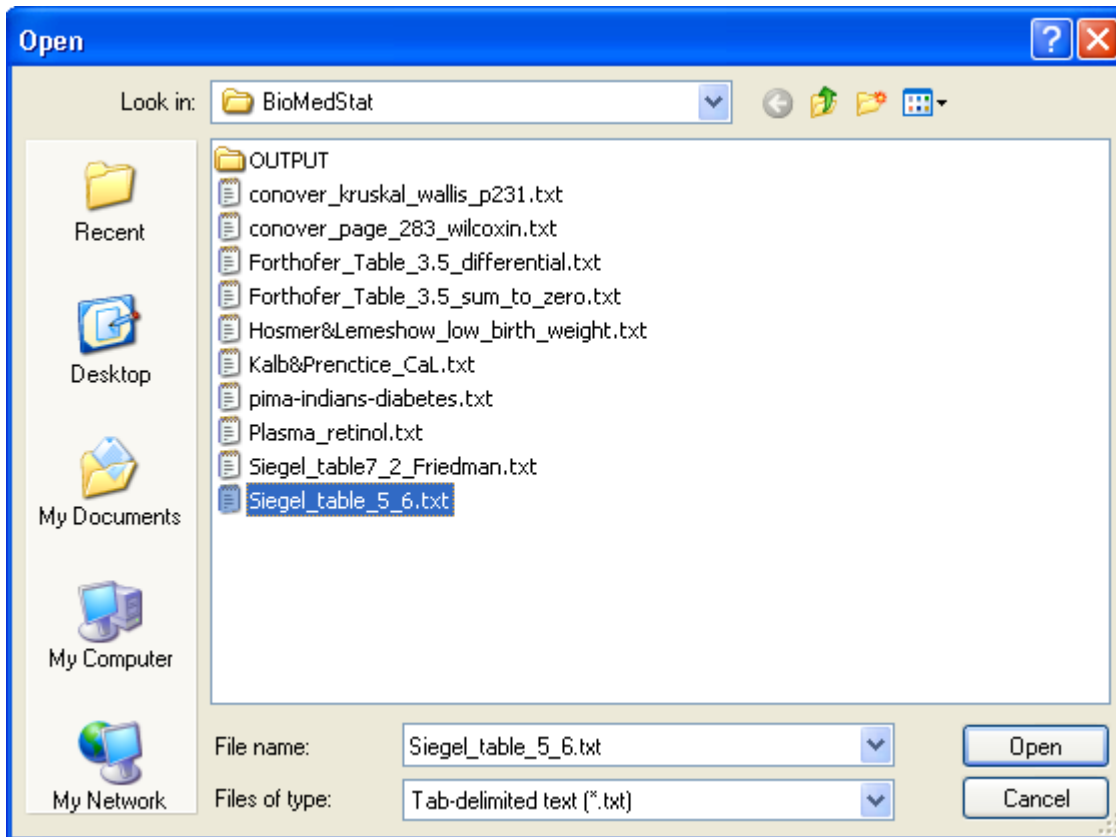 Open
Look in: BioMedStat
Recent
Desktop
My Documents
My Computer
My Network
OUTPUT
conover_kruskal_wallis_p231.txt
conover_page_283_wilcoxin.txt
Forthofer_Table_3.5_differential.txt
Forthofer_Table_3.5_sum_to_zero.txt
Hosmer&Lemeshow_low_birth_weight.txt
Kalb&Prenctice_CaL.txt
pima-indians-diabetes.txt
Plasma_retinol.txt
Siegel_table7_2_Friedman.txt
Siegel_table_5_6.txt
File name: Siegel_table_5_6.txt Open
Files of type: Tab-delimited text (*.txt) Cancel